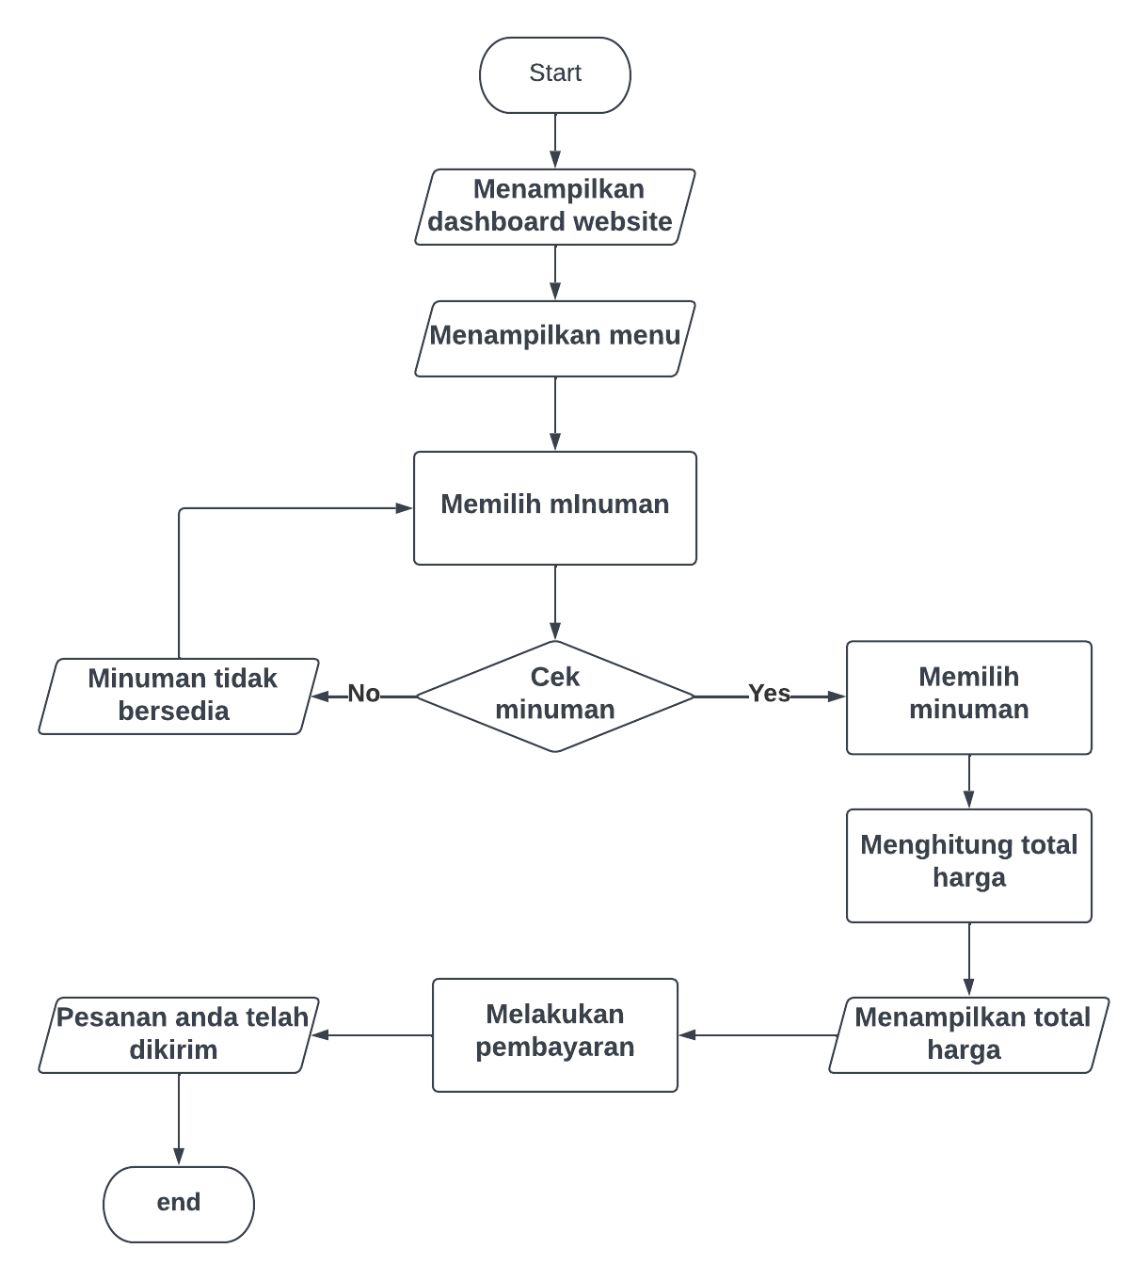 Start
Menampilkan
dashboard website
Menampilkan menu
Memilih mInuman
Cek
minuman
No
Yes
Minuman tidak
bersedia
Memilih
minuman
Menghitung total
harga
Menampilkan total
harga
Melakukan
pembayaran
Pesanan anda telah
dikirim
end